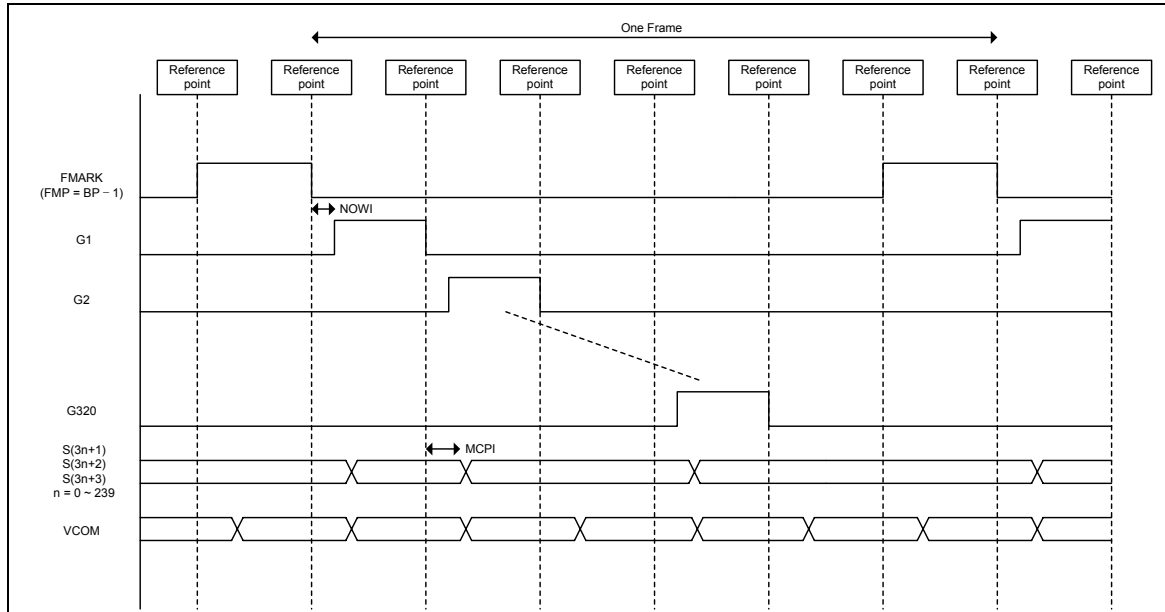 One Frame
Reference
point
Reference
point
Reference
point
Reference
point
Reference
point
Reference
point
Reference
point
Reference
point
Reference
point
FMARK
(FMP = BP − 1)
NOWI
G1
G2
G320
MCPI
S(3n+1)
S(3n+2)
S(3n+3)
n = 0 ~ 239
VCOM